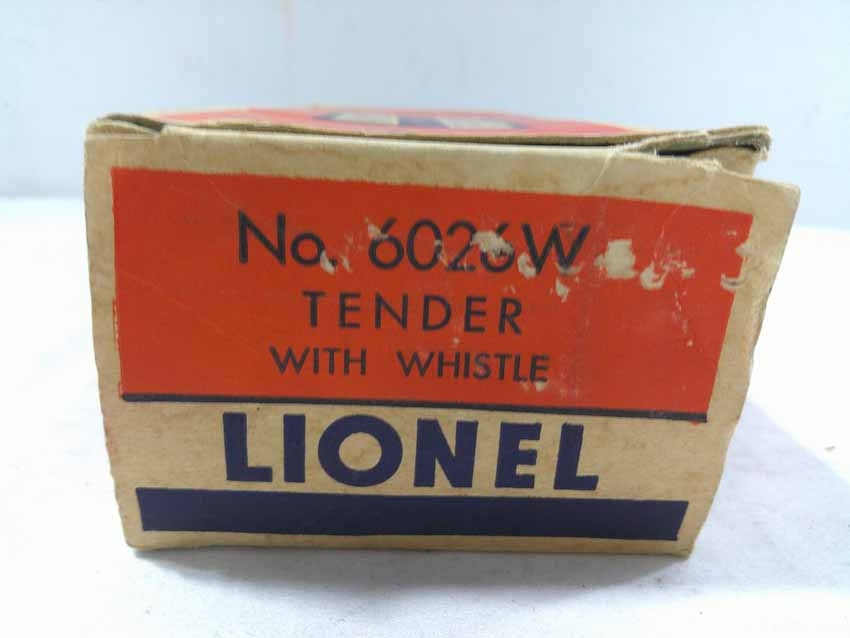 No. 6026W
TENDER
WITH WHISTLE
LIONEL